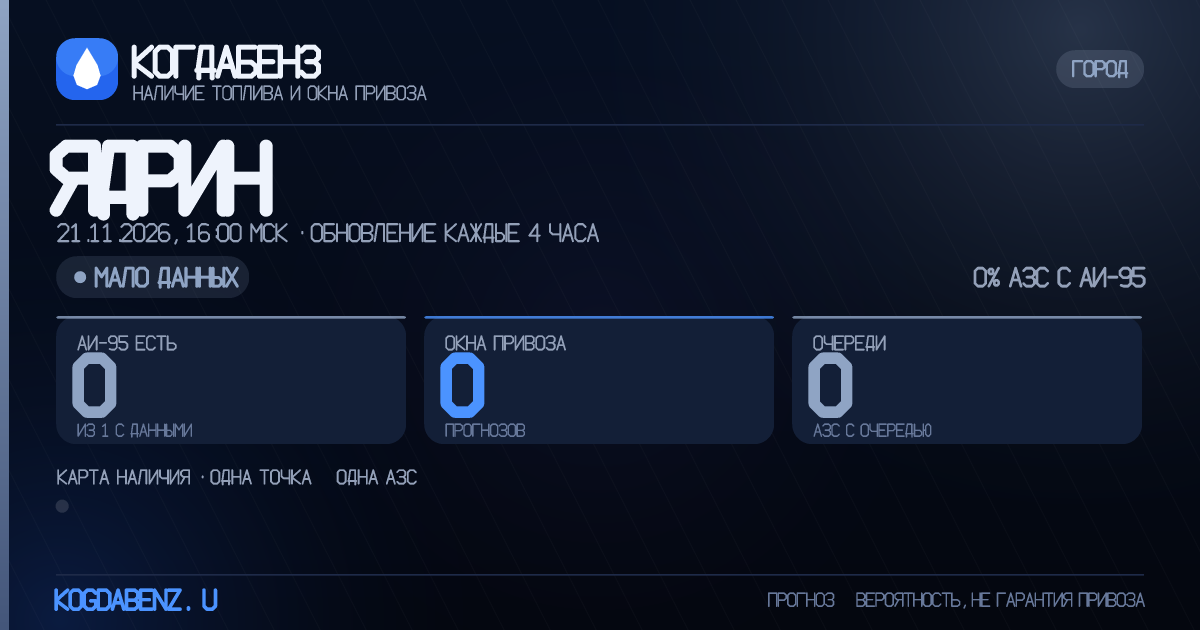 КОГДАБЕНЗ
НАЛИЧИЕ ТОПЛИВА И ОКНА ПРИВОЗА
ГОРОД
ЯДРИН
21.11.2026, 16:00 МСК · ОБНОВЛЕНИЕ КАЖДЫЕ 4 ЧАСА
МАЛО ДАННЫХ
0% АЗС С АИ-95
АИ-95 ЕСТЬ
0
ИЗ 1 С ДАННЫМИ
ОКНА ПРИВОЗА
0
ПРОГНОЗОВ
ОЧЕРЕДИ
0
АЗС С ОЧЕРЕДЬЮ
КАРТА НАЛИЧИЯ · ОДНА ТОЧКА ОДНА АЗС
KOGDABENZ. U
ПРОГНОЗ ВЕРОЯТНОСТЬ, НЕ ГАРАНТИЯ ПРИВОЗА